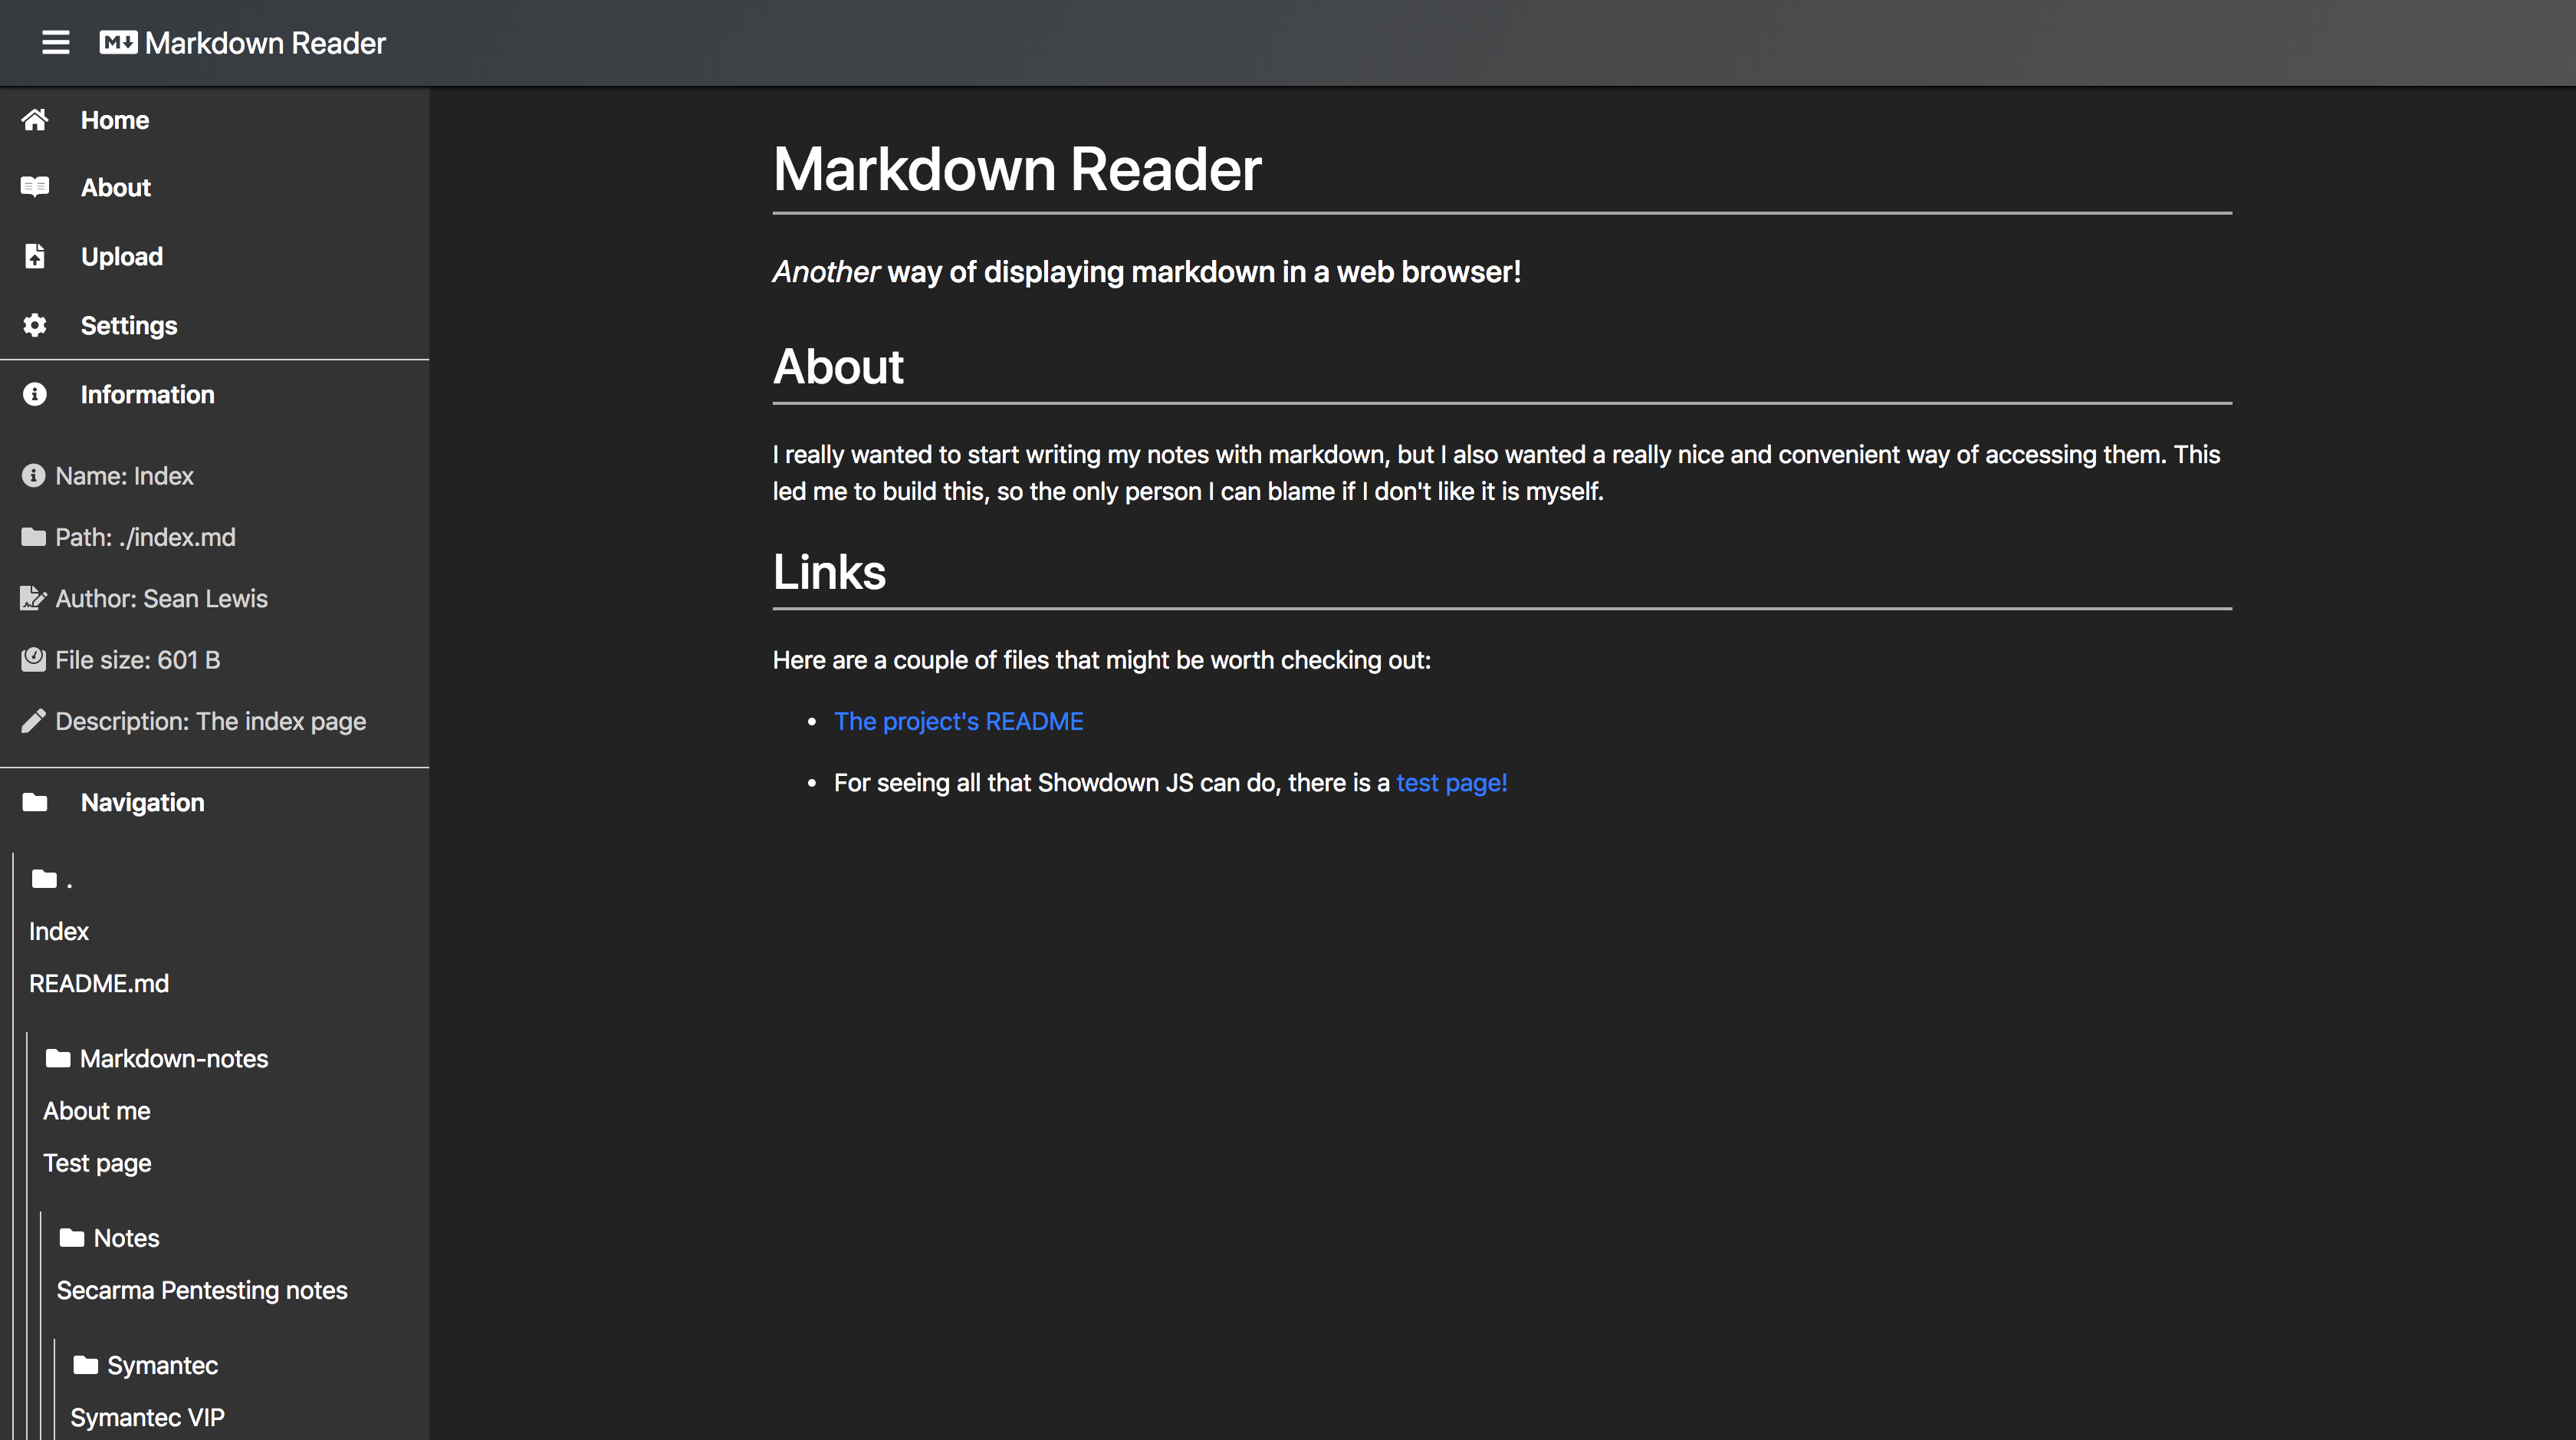 Markdown Reader
Home
About
Upload
Settings
Information
Name: Index
Path: ./index.md
Author: Sean Lewis
File size: 601 B
Description: The index page
Navigation
.
Index
README.md
Markdown-notes
About me
Test page
Notes
Secarma Pentesting notes
Symantec
Symantec VIP
Markdown Reader
Another way of displaying markdown in a web browser!
About
I really wanted to start writing my notes with markdown, but I also wanted a really nice and convenient way of accessing them. This
led me to build this, so the only person I can blame if I don't like it is myself.
Links
Here are a couple of files that might be worth checking out:
• The project's README
• For seeing all that Showdown JS can do, there is a test page!